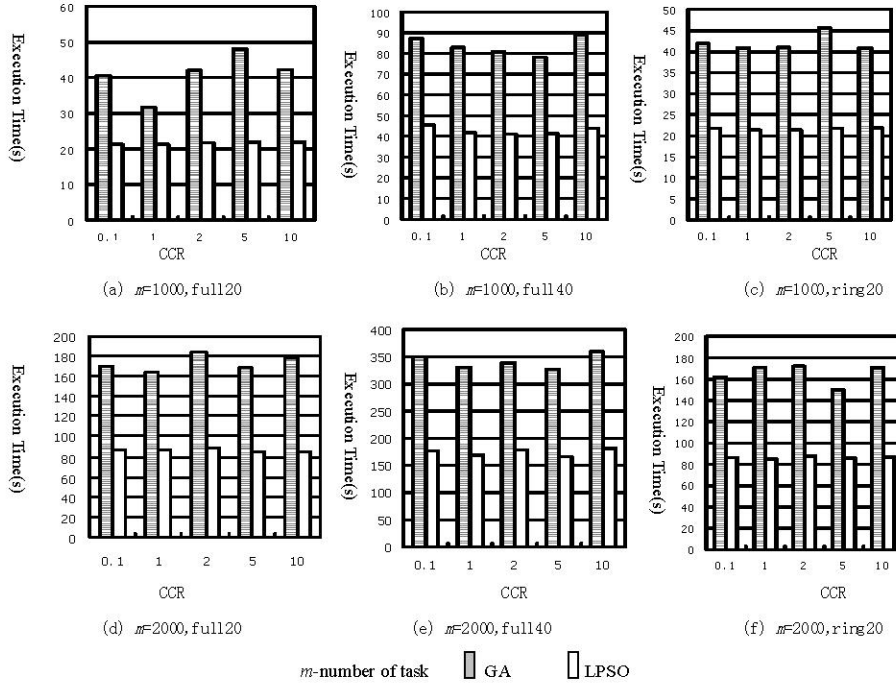 Execution Time(s)
60
50
40
30
20
10
0
0.1 1 2 5 10
CCR
(a) m=1000,full20
Execution Time(s)
100
90
80
70
60
50
40
30
20
10
0
0.1 1 2 5 10
CCR
(b) m=1000,full40
Execution Time(s)
50
45
40
35
30
25
20
15
10
5
0
0.1 1 2 5 10
CCR
(c) m=1000,ring20
Execution Time(s)
200
180
160
140
120
100
80
60
40
20
0
0.1 1 2 5 10
CCR
(d) m=2000,full20
Execution Time(s)
400
350
300
250
200
150
100
50
0
0.1 1 2 5 10
CCR
(e) m=2000,full40
Execution Time(s)
200
180
160
140
120
100
80
60
40
20
0
0.1 1 2 5 10
CCR
(f) m=2000,ring20
m-number of task GA LPSO